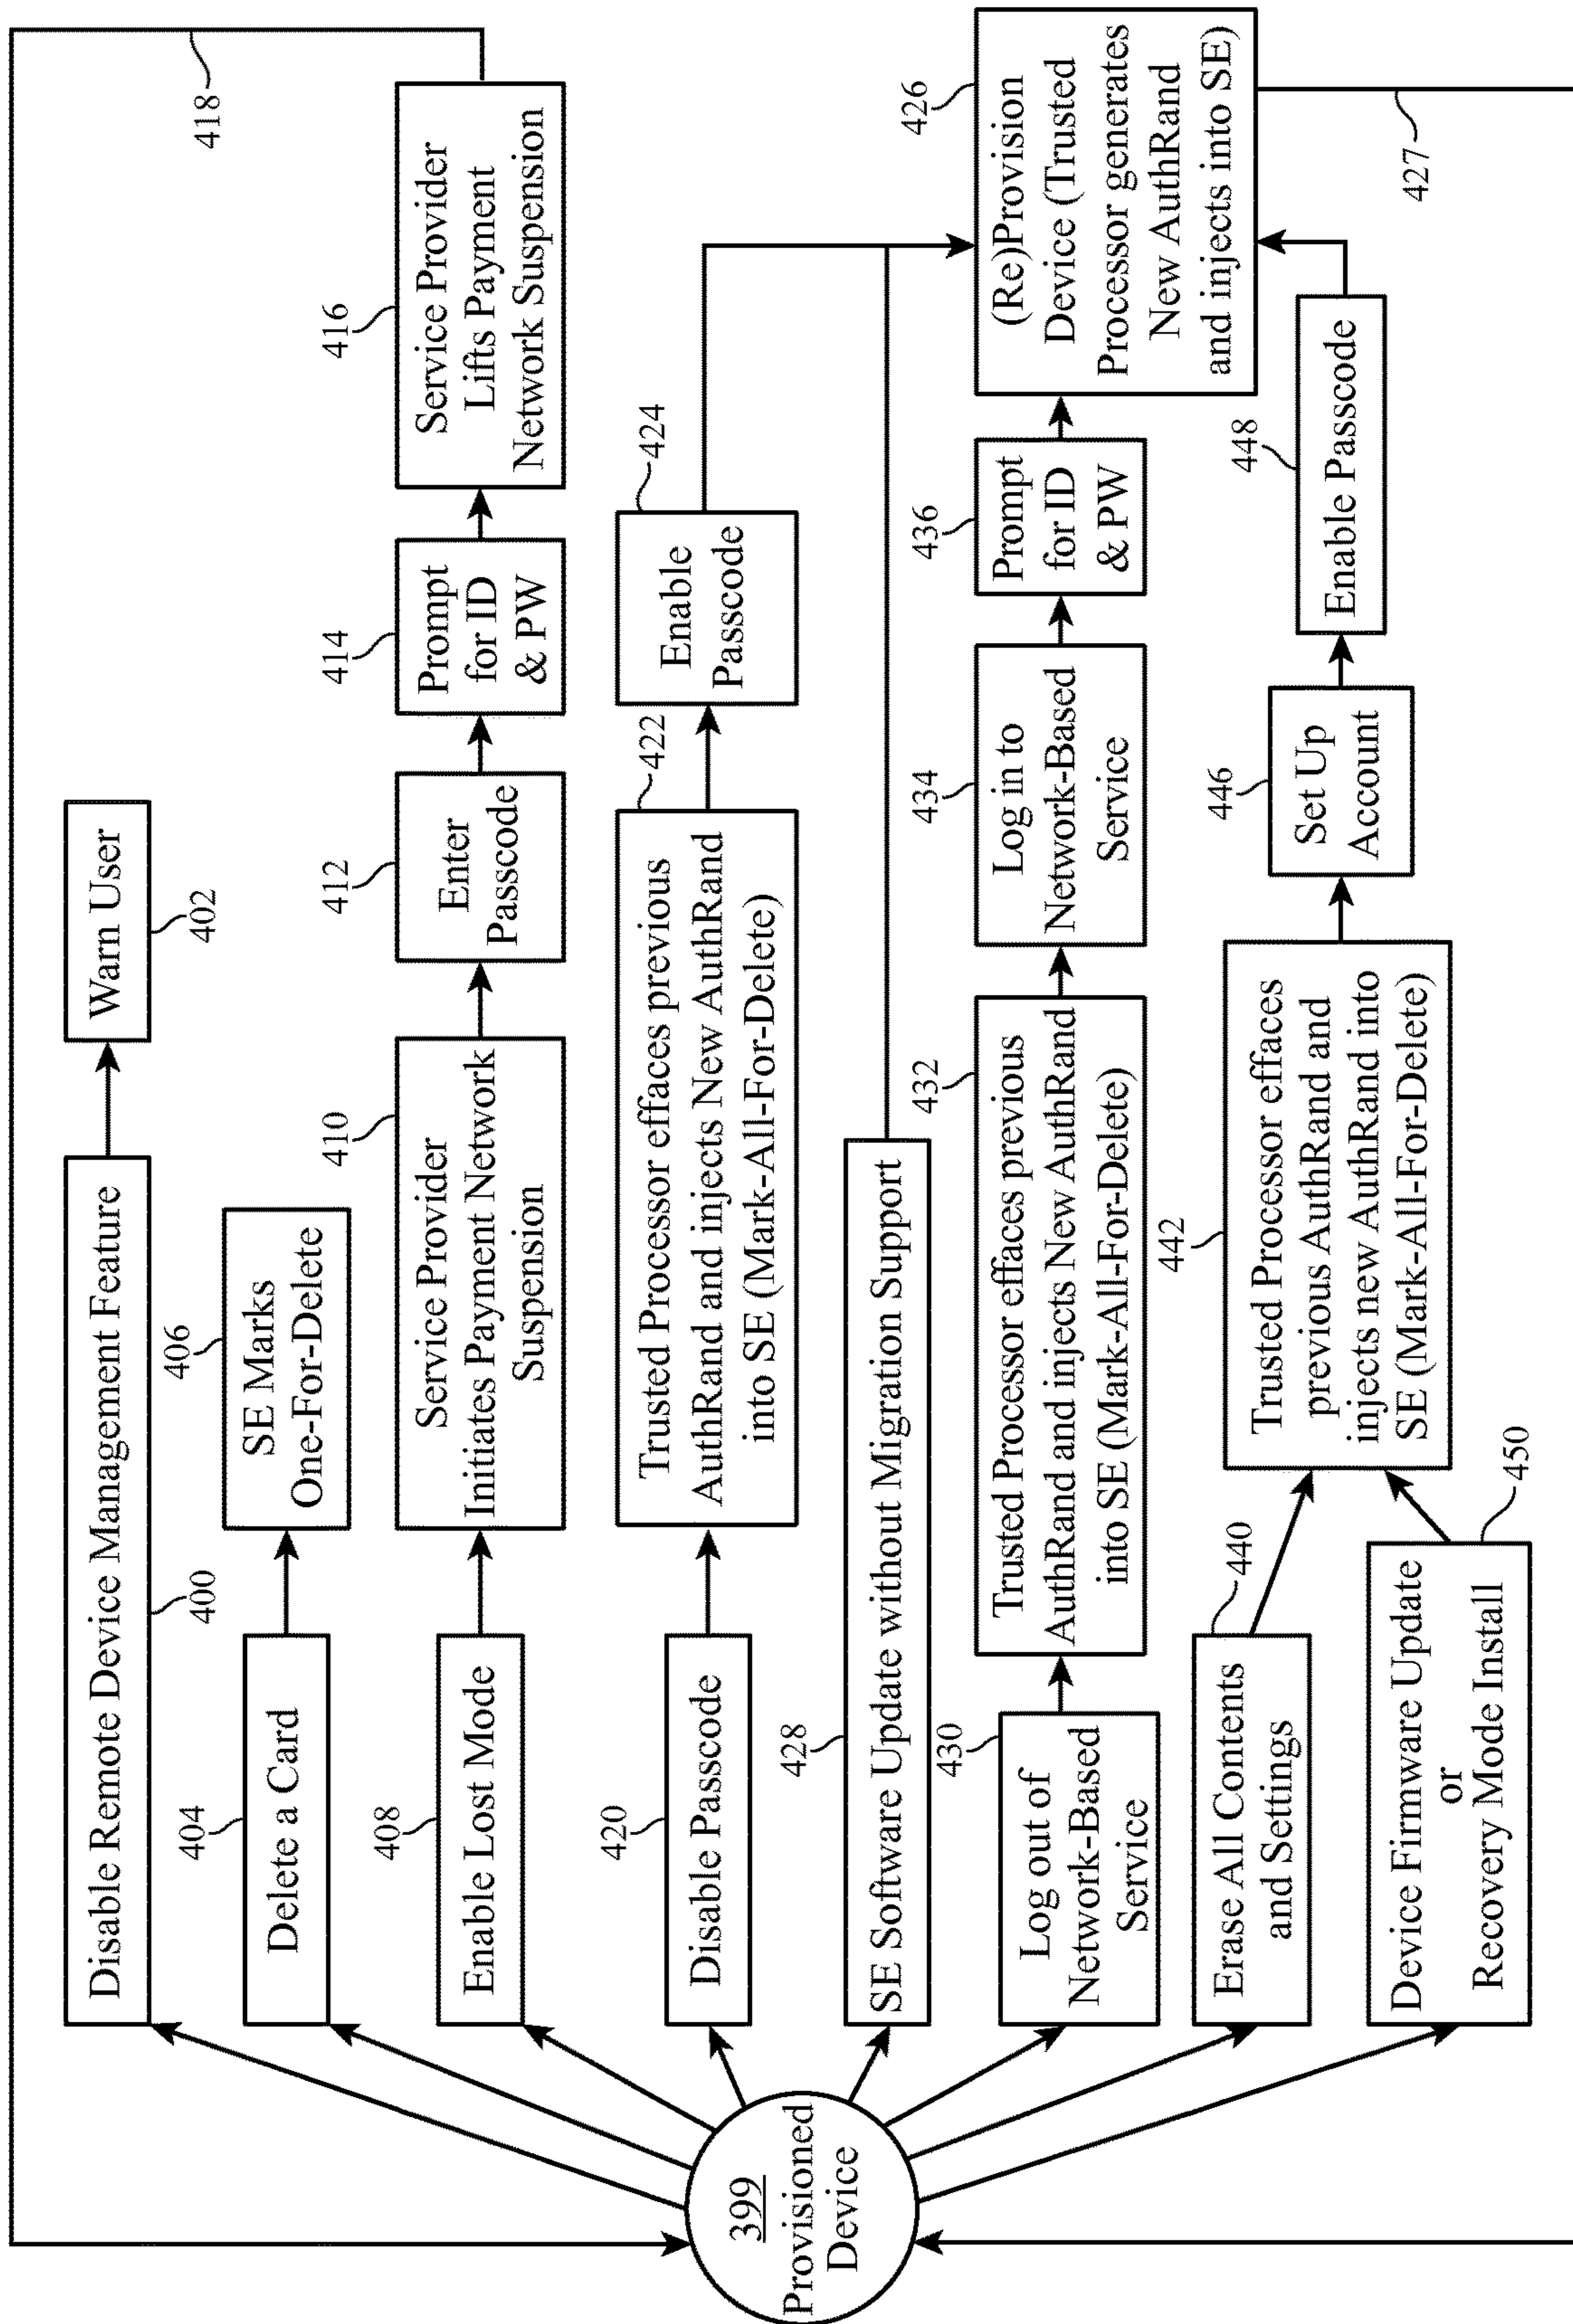 418
Disable Remote Device Management Feature
400
Warn User
402
404
Delete a Card
406
SE Marks
One-For-Delete
408
Enable Lost Mode
410
Service Provider
Initiates Payment Network
Suspension
412
Enter
Passcode
414
Prompt
for ID
& PW
416
Service Provider
Lifts Payment
Network Suspension
420
Disable Passcode
422
Trusted Processor effaces previous
AuthRand and injects New AuthRand
into SE (Mark-All-For-Delete)
424
Enable
Passcode
399
Provisioned
Device
428
SE Software Update without Migration Support
430
Log out of
Network-Based
Service
432
Trusted Processor effaces previous
AuthRand and injects New AuthRand
into SE (Mark-All-For-Delete)
434
Log in to
Network-Based
Service
436
Prompt
for ID
& PW
426
(Re)Provision
Device (Trusted
Processor generates
New AuthRand
and injects into SE)
440
Erase All Contents
and Settings
442
Trusted Processor effaces
previous AuthRand and
injects new AuthRand into
SE (Mark-All-For-Delete)
446
Set Up
Account
448
Enable Passcode
427
Device Firmware Update
or
Recovery Mode Install
450